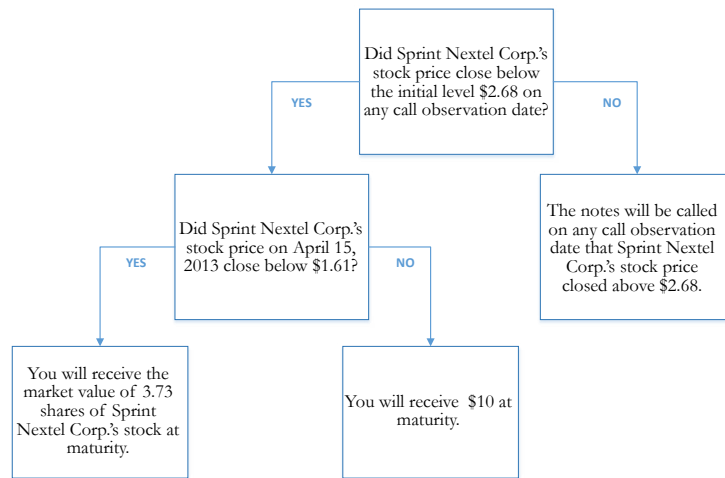 Did Sprint Nextel Corp.'s
stock price close below
the initial level $2.68 on
any call observation date?
YES
NO
Did Sprint Nextel Corp.'s
stock price on April 15,
2013 close below $1.61?
The notes will be called
on any call observation
date that Sprint Nextel
Corp.'s stock price
closed above $2.68.
YES
NO
You will receive the
market value of 3.73
shares of Sprint
Nextel Corp.'s stock at
maturity.
You will receive $10 at
maturity.